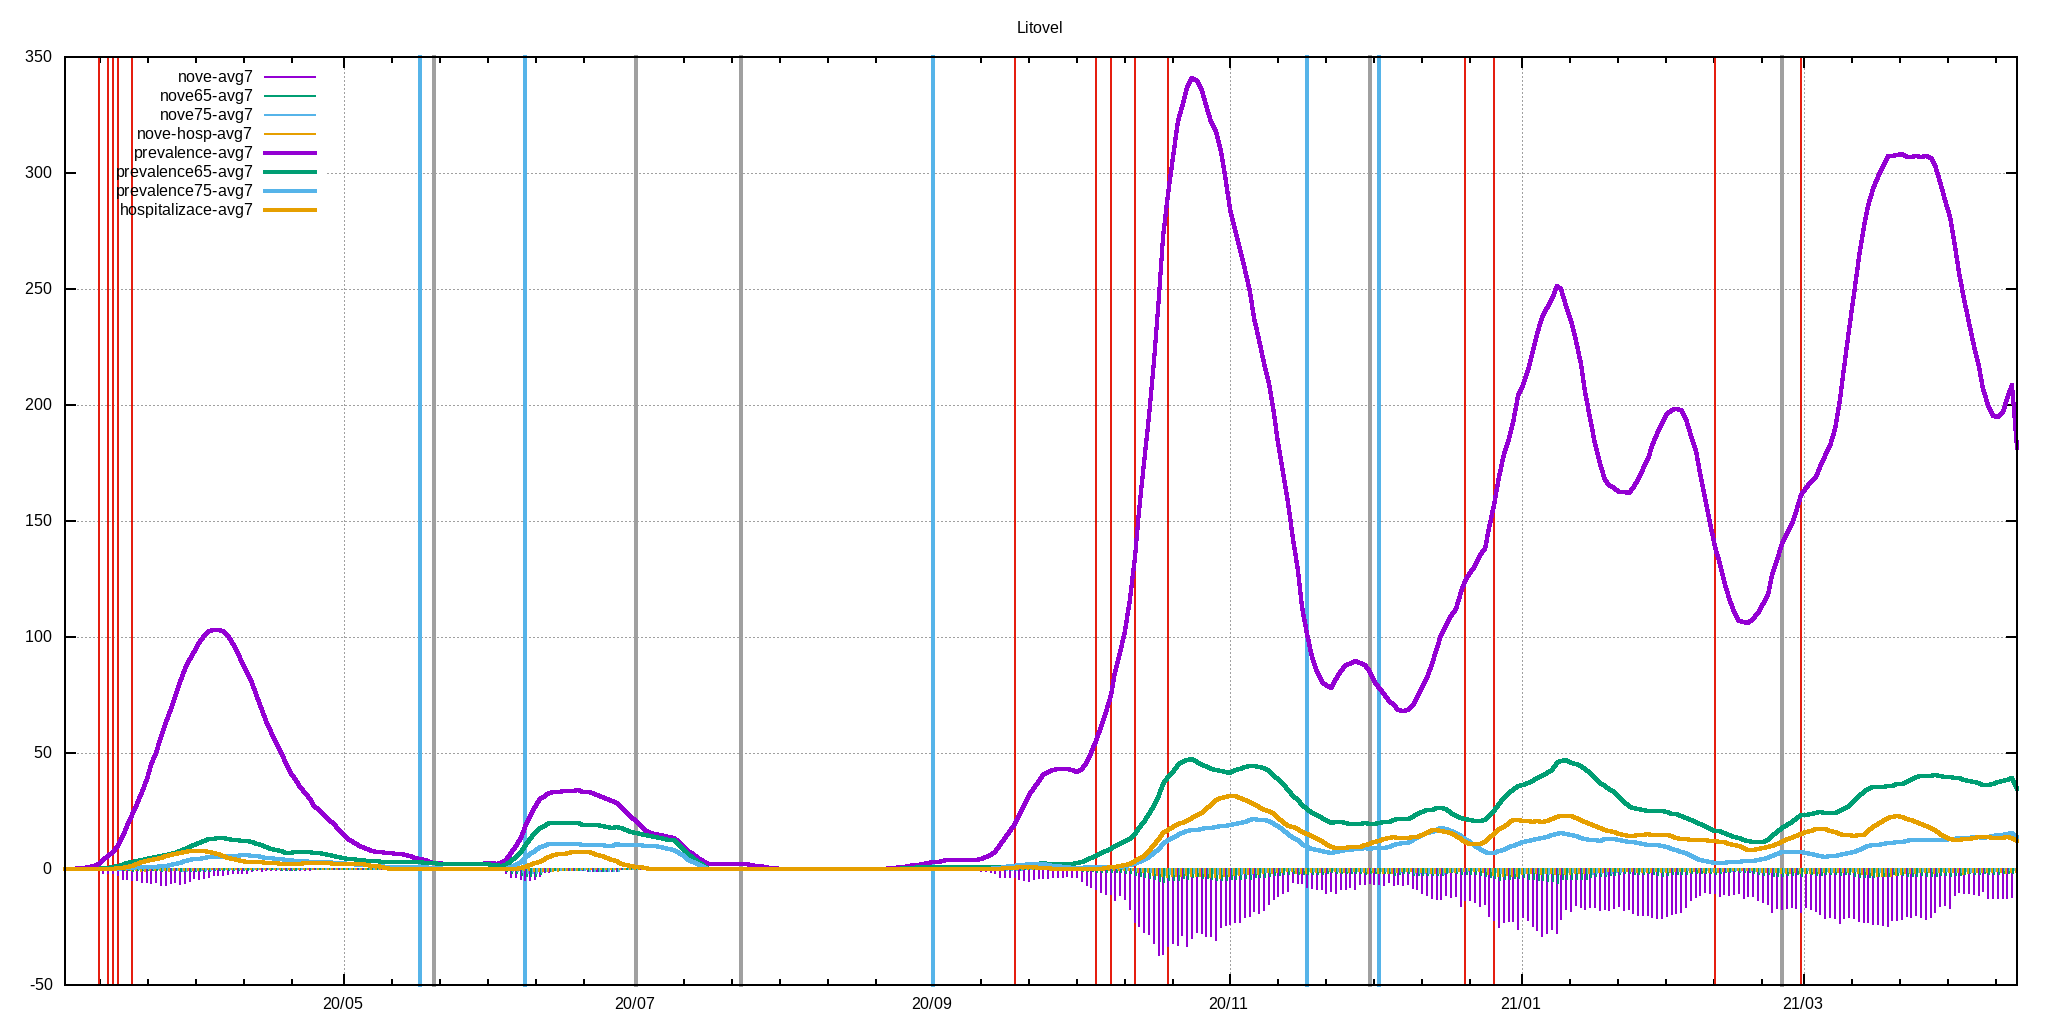 Litovel
350
300
250
200
150
100
50
0
-50
nove-avg7
nove65-avg7
nove75-avg7
nove-hosp-avg7
prevalence-avg7
prevalence65-avg7
prevalence75-avg7
hospitalizace-avg7
20/05 20/07 20/09 20/11 21/01 21/03